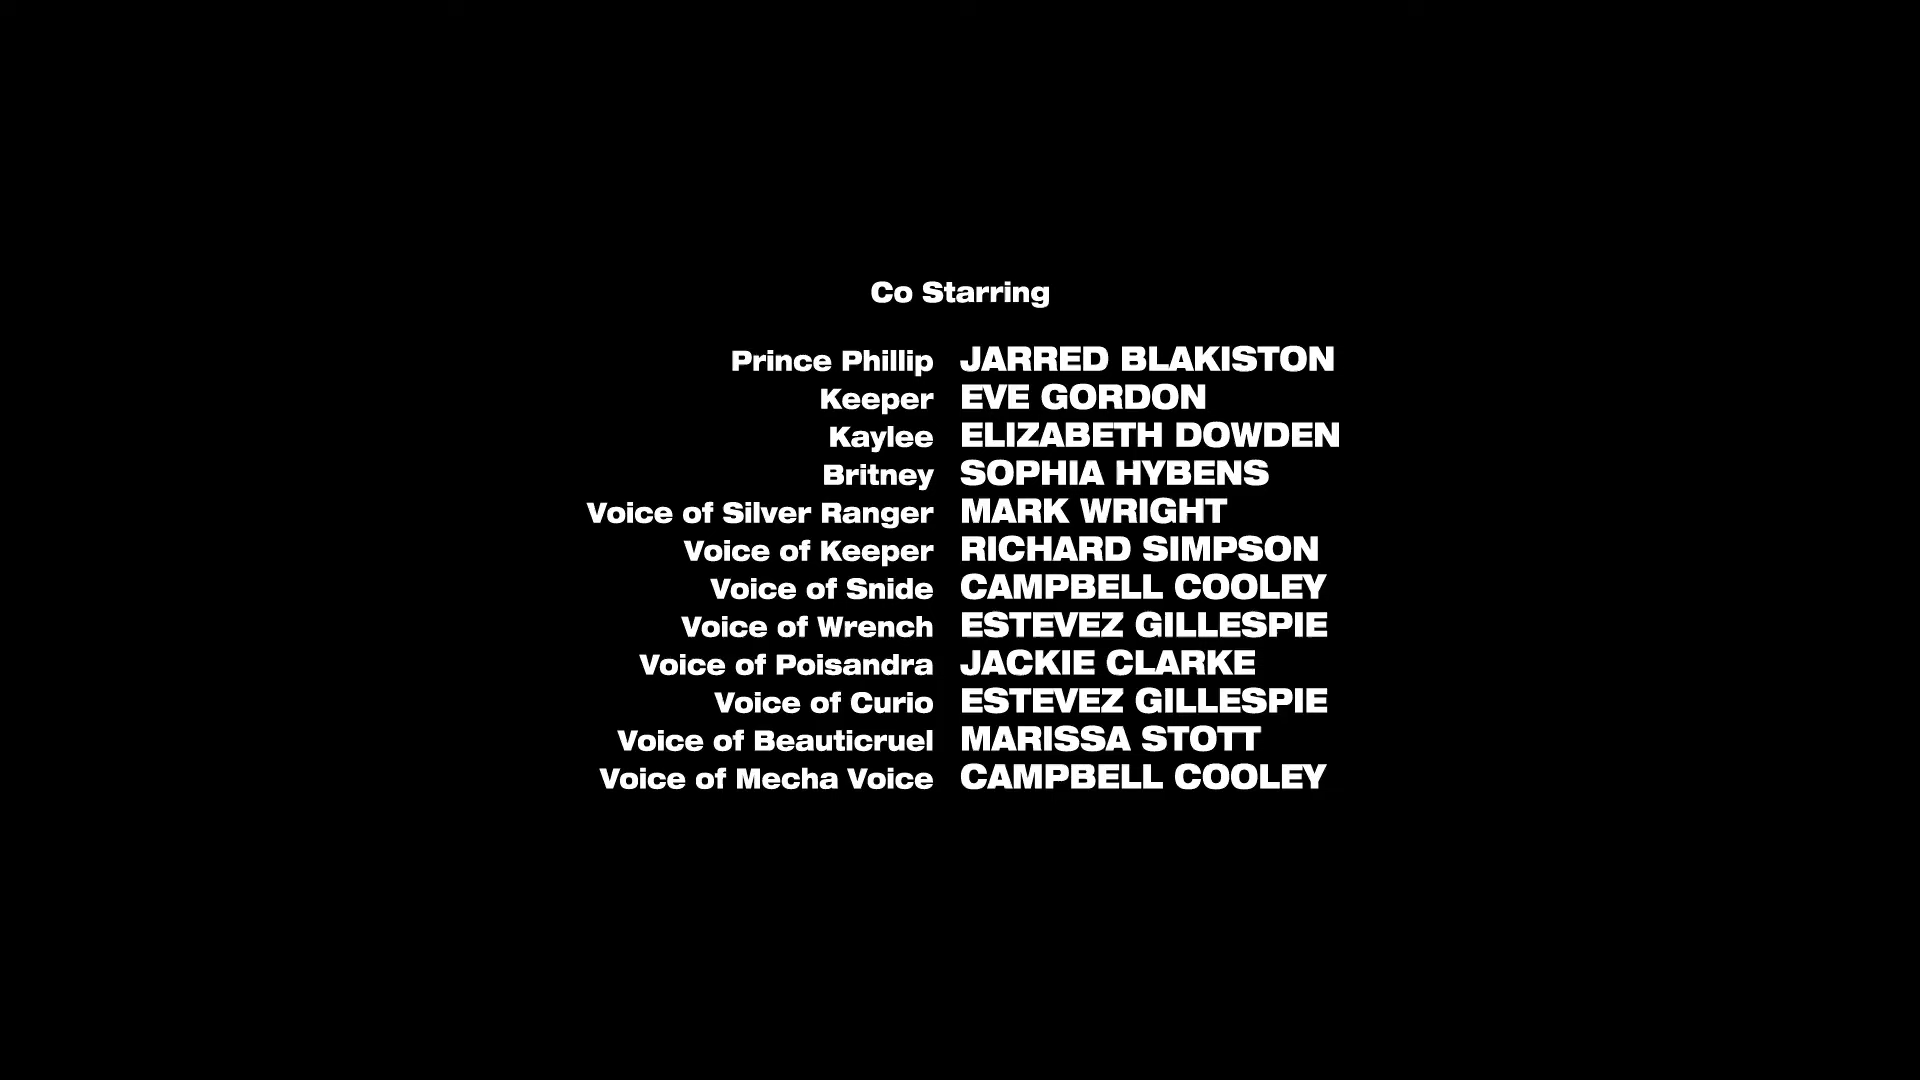 Co Starring
Prince Phillip JARRED BLAKISTON
Keeper EVE GORDON
Kaylee ELIZABETH DOWDEN
Britney SOPHIA HYBENS
Voice of Silver Ranger MARK WRIGHT
Voice of Keeper RICHARD SIMPSON
Voice of Snide CAMPBELL COOLEY
Voice of Wrench ESTEVEZ GILLESPIE
Voice of Poisandra JACKIE CLARKE
Voice of Curio ESTEVEZ GILLESPIE
Voice of Beauticruel MARISSA STOTT
Voice of Mecha Voice CAMPBELL COOLEY